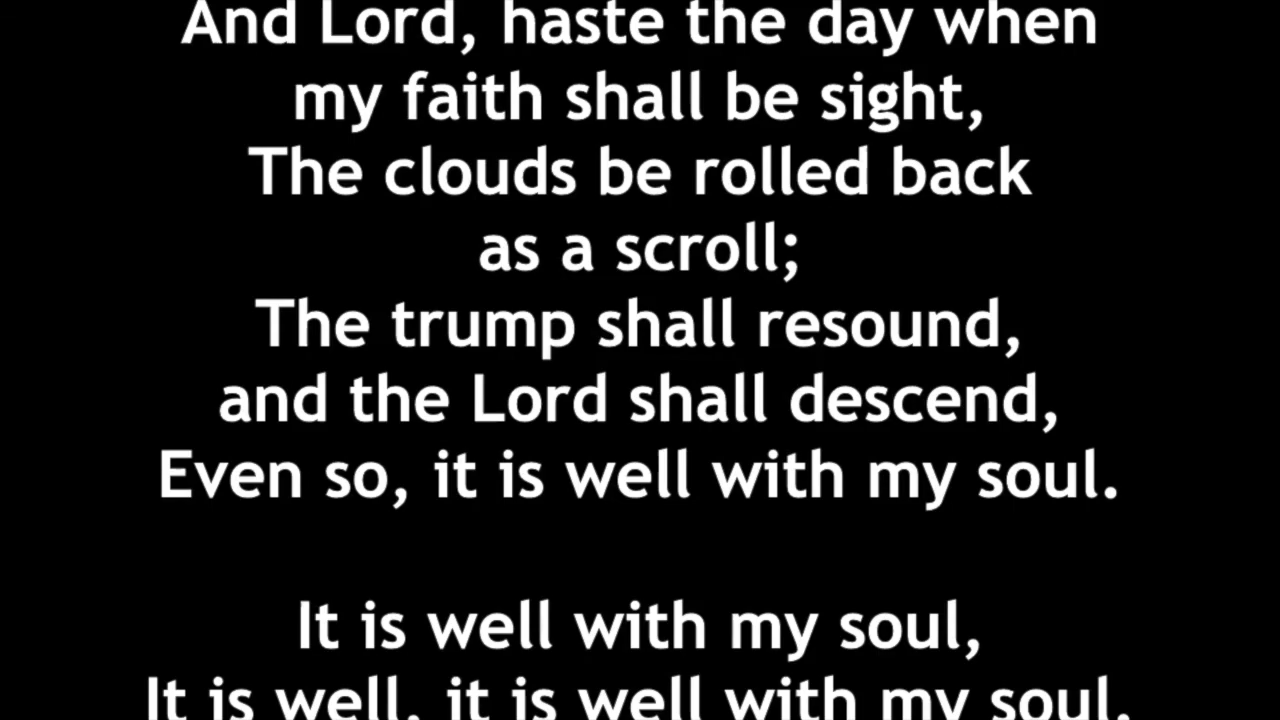 And Lord, haste the day when
my faith shall be sight,
The clouds be rolled back
as a scroll;
The trump shall resound,
and the Lord shall descend,
Even so, it is well with my soul.
It is well with my soul,
It is well, it is well with my soul.